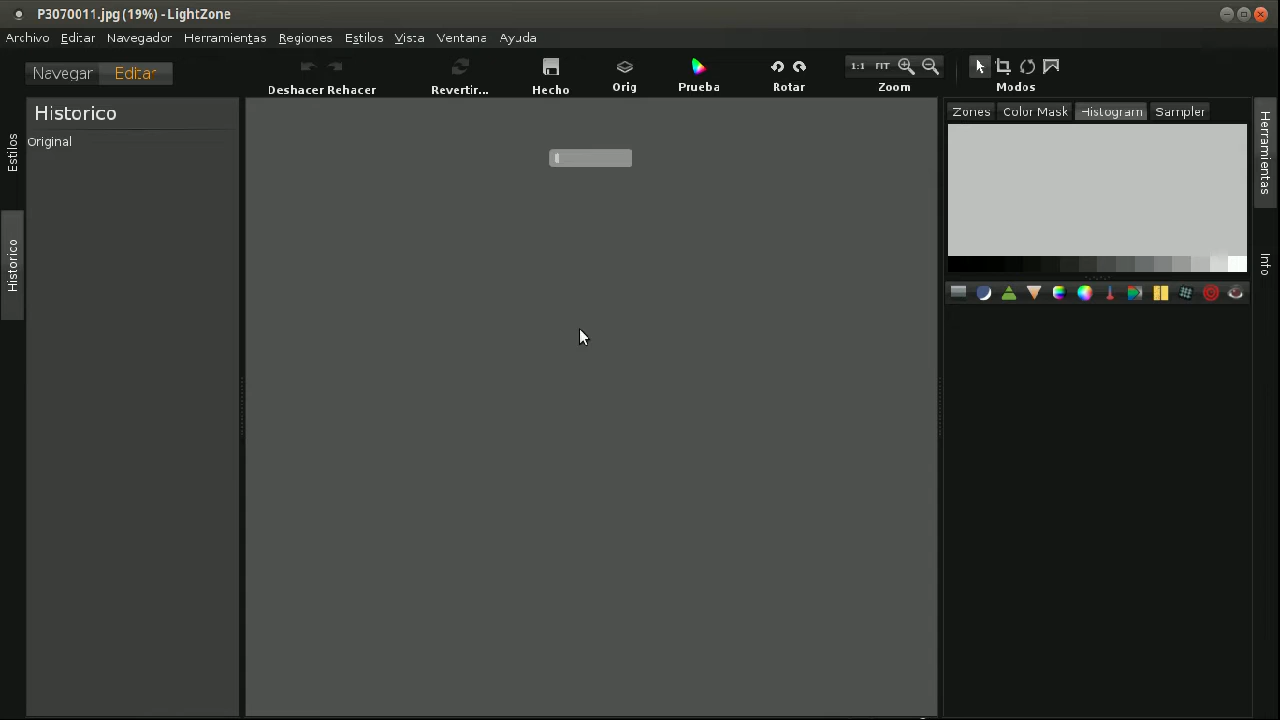 P3070011.jpg (19%) - LightZone
Archivo Editar Navegador Herramientas Regiones Estilos Vista Ventana Ayuda
Navegar Editar
Deshacer Rehacer Revertir... Hecho Orig Prueba Rotar 1:1 FIT Zoom Modos
Historico
Original
Estilos
Historico
Zones Color Mask Histogram Sampler
Herramientas
Info